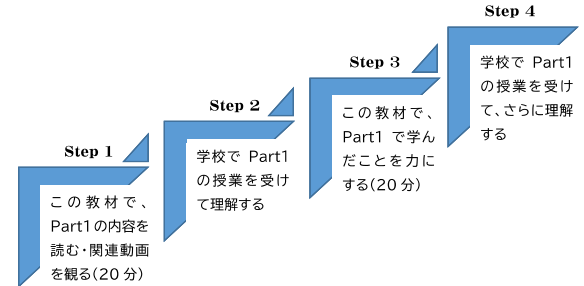 Step 1
この教材で、
Part1の内容を
読む・関連動画
を観る(20分)
Step 2
学校で Part1
の授業を受け
て理解する
Step 3
この教材で、
Part1 で学ん
だことを力に
する(20分)
Step 4
学校で Part1
の授業を受け
て、さらに理解
する